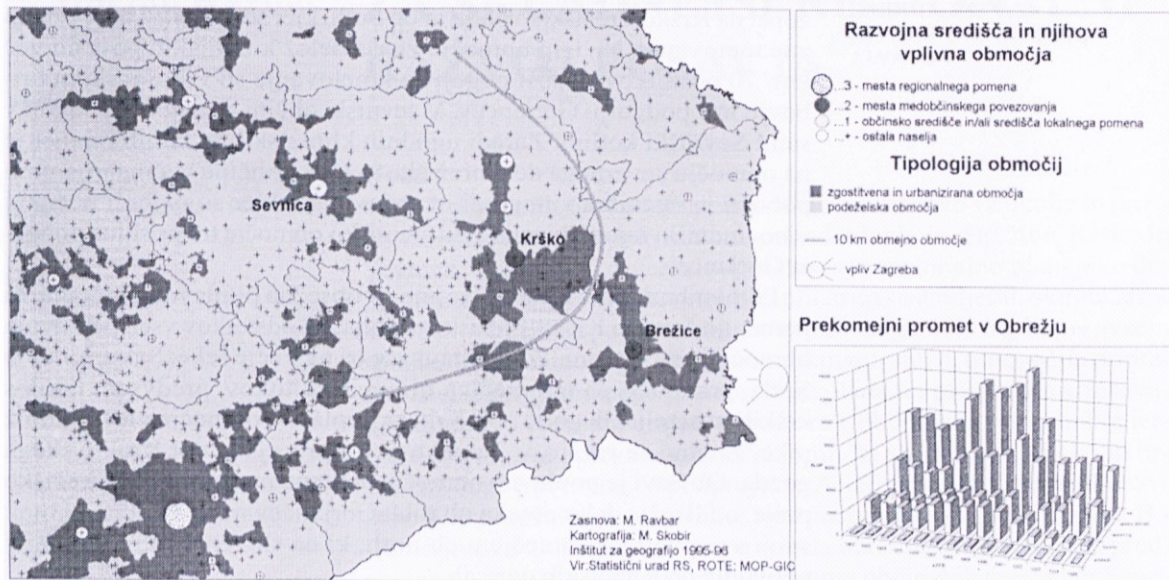 Sevnica
Krško
Brežice
Zasnova: M. Ravbar
Kartografija: M. Skobir
Inštitut za geografijo 1995-96
Vir:Statistični urad RS, ROTE: MOP-GIC
Razvojna središča in njihova
vplivna območja
...3 - mesta regionalnega pomena
...2 - mesta medobčinskega povezovanja
...1 - občinsko središče in/ali središča lokalnega pomena
...+ - ostala naselja
Tipologija območij
zgostitvena in urbanizirana območja
podeželska območja
10 km obmejno območje
vpliv Zagreba
Prekomejni promet v Obrežju